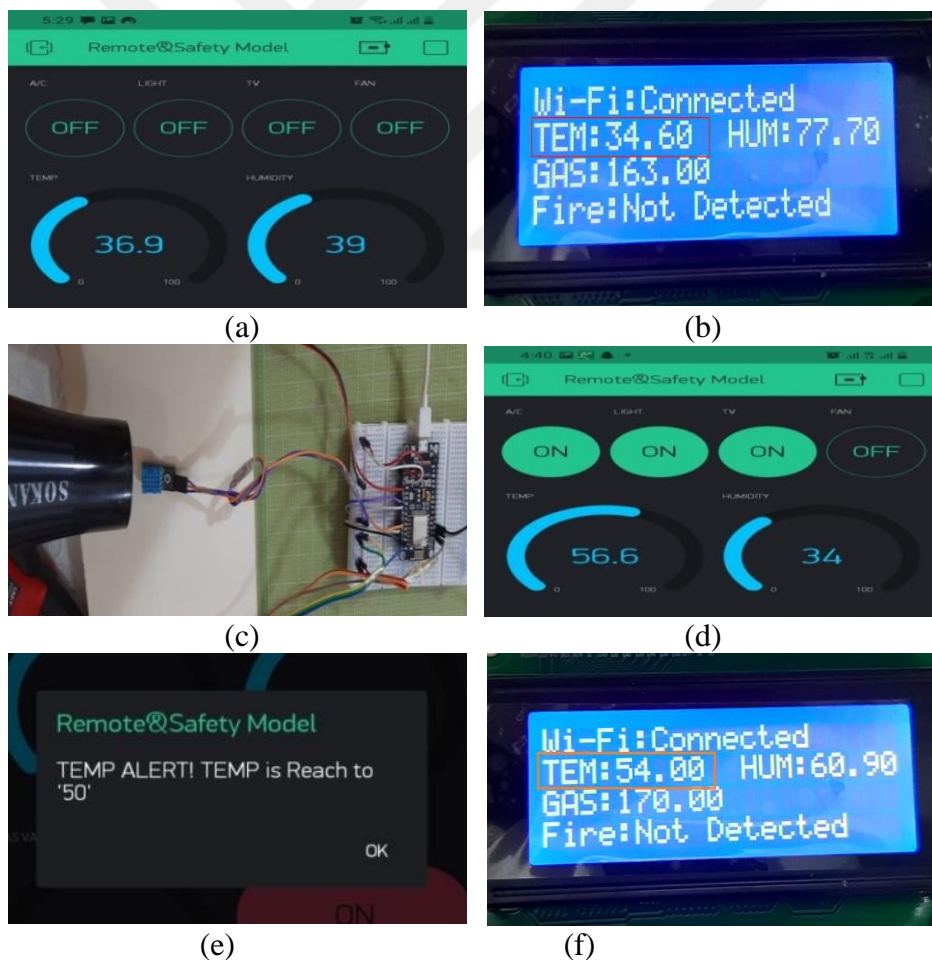 5:29
Remote&Safety Model
A/C LIGHT TV FAN
OFF OFF OFF OFF
TEMP HUMIDITY
36.9 39
0 100 0 100
(a)
Wi-Fi:Connected
TEM:34.60 HUM:77.70
GAS:163.00
Fire:Not Detected
(b)
SOKAN
(c)
4:40
Remote&Safety Model
A/C LIGHT TV FAN
ON ON ON OFF
TEMP HUMIDITY
56.6 34
0 100 0 100
(d)
Remote&Safety Model
TEMP ALERT! TEMP is Reach to
'50'
OK
ON
(e)
Wi-Fi:Connected
TEM:54.00 HUM:60.90
GAS:170.00
Fire:Not Detected
(f)